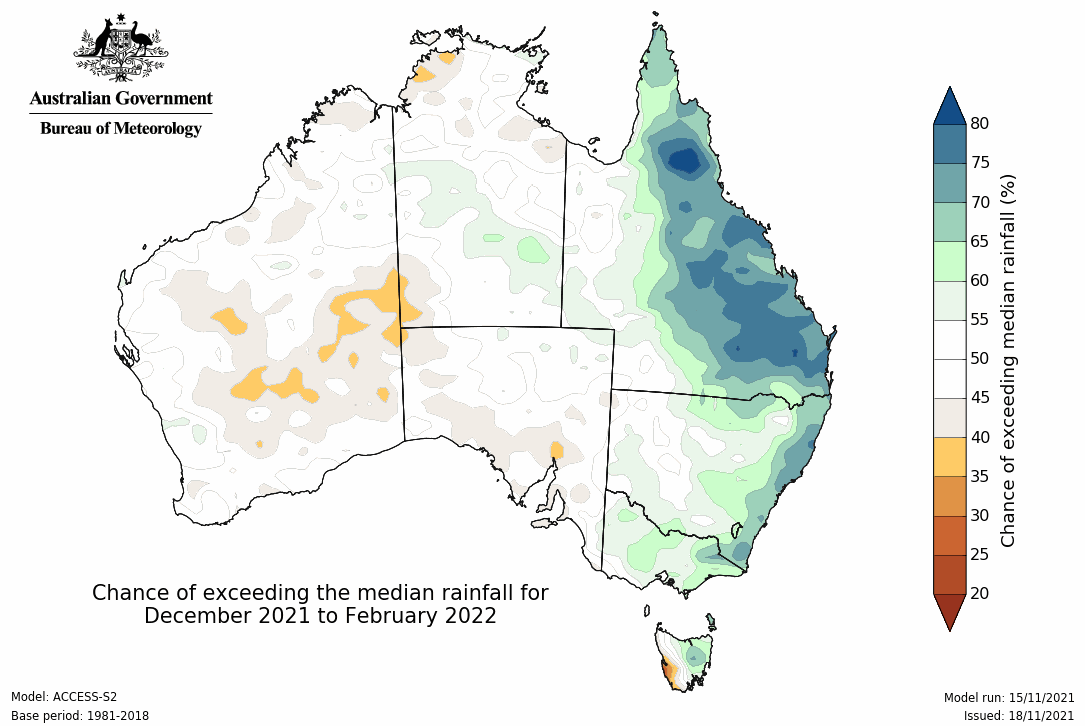 Australian Government
Bureau of Meteorology
80
75
70
65
60
55
50
45
40
35
30
25
20
Chance of exceeding median rainfall (%)
Chance of exceeding the median rainfall for
December 2021 to February 2022
Model: ACCESS-S2
Base period: 1981-2018
Model run: 15/11/2021
Issued: 18/11/2021